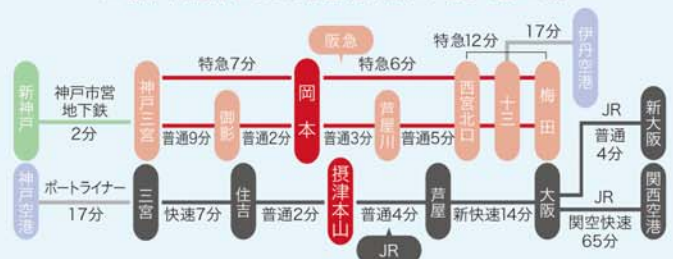 阪急
特急7分
特急6分
特急12分
17分
伊丹空港
新神戸
神戸市営
地下鉄
2分
神戸三宮
御影
岡本
芦屋川
西宮北口
十三
梅田
普通9分
普通2分
普通3分
普通5分
JR
普通
4分
新大阪
神戸空港
ポートライナー
17分
三宮
快速7分
住吉
普通2分
摂津本山
普通4分
芦屋
新快速14分
大阪
JR
関空快速
65分
関西空港
JR